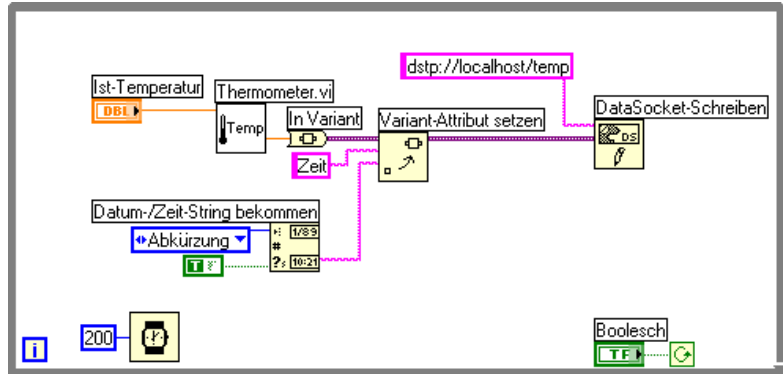 dstp://localhost/temp
Ist-Temperatur
Thermometer.vi
DataSocket-Schreiben
DBL
Temp
In Variant
Variant-Attribut setzen
DS
Zeit
Datum-/Zeit-String bekommen
Abkürzung
1/89
#
T
?
10:21
200
i
Boolesch
TF